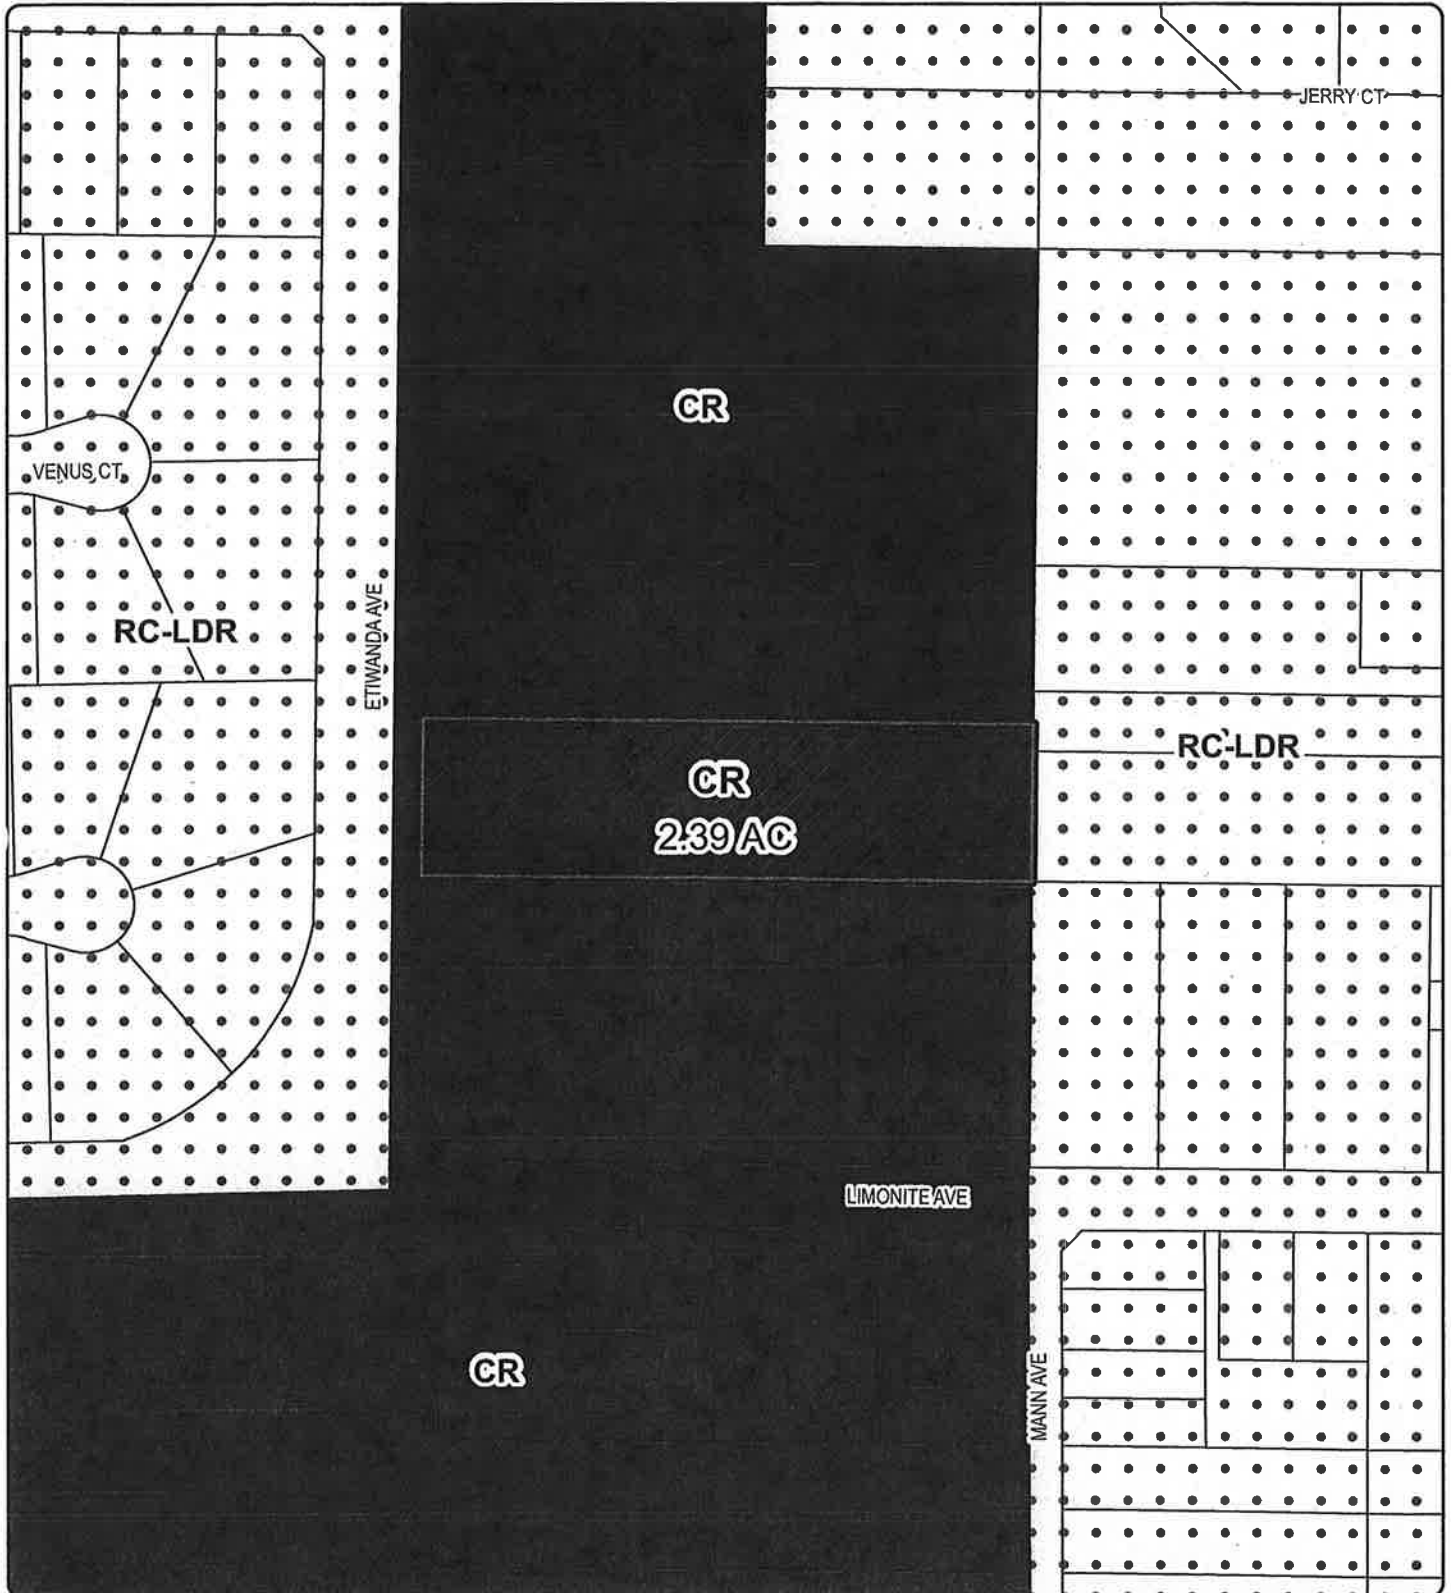 JERRY CT
CR
VENUS CT
ETIWANDA AVE
RC-LDR
RC-LDR
CR
2.39 AC
LIMONITE AVE
CR
MANN AVE